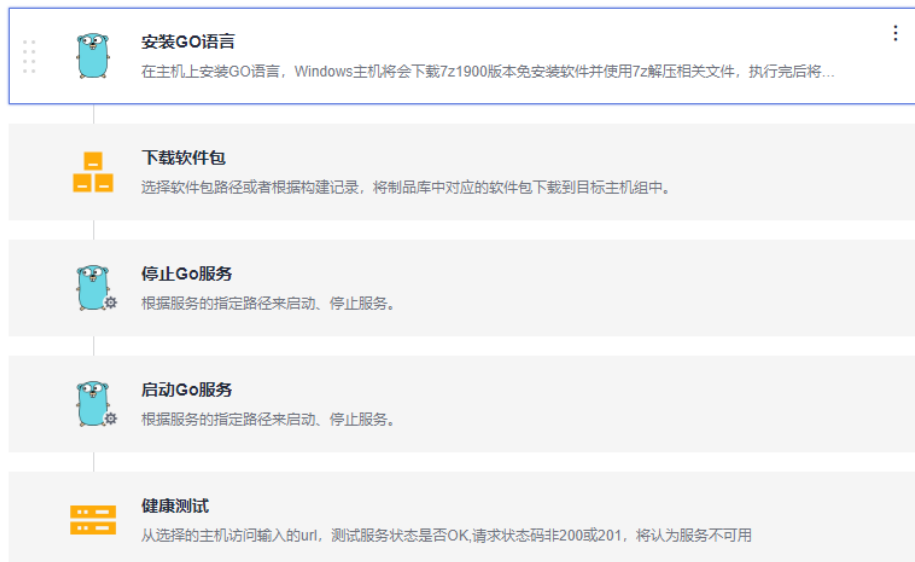 安装GO语言
在主机上安装GO语言，Windows主机将会下载7z1900版本免安装软件并使用7z解压相关文件，执行完后将...
下载软件包
选择软件包路径或者根据构建记录，将制品库中对应的软件包下载到目标主机组中。
停止Go服务
根据服务的指定路径来启动、停止服务。
启动Go服务
根据服务的指定路径来启动、停止服务。
健康测试
从选择的主机访问输入的url，测试服务状态是否OK,请求状态码非200或201，将认为服务不可用